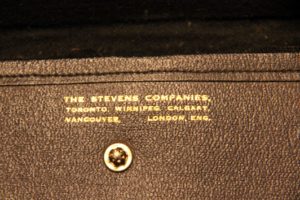 THE STEVENS COMPANIES,
TORONTO, WINNIPEG, CALGARY,
VANCOUVER, LONDON, ENG.